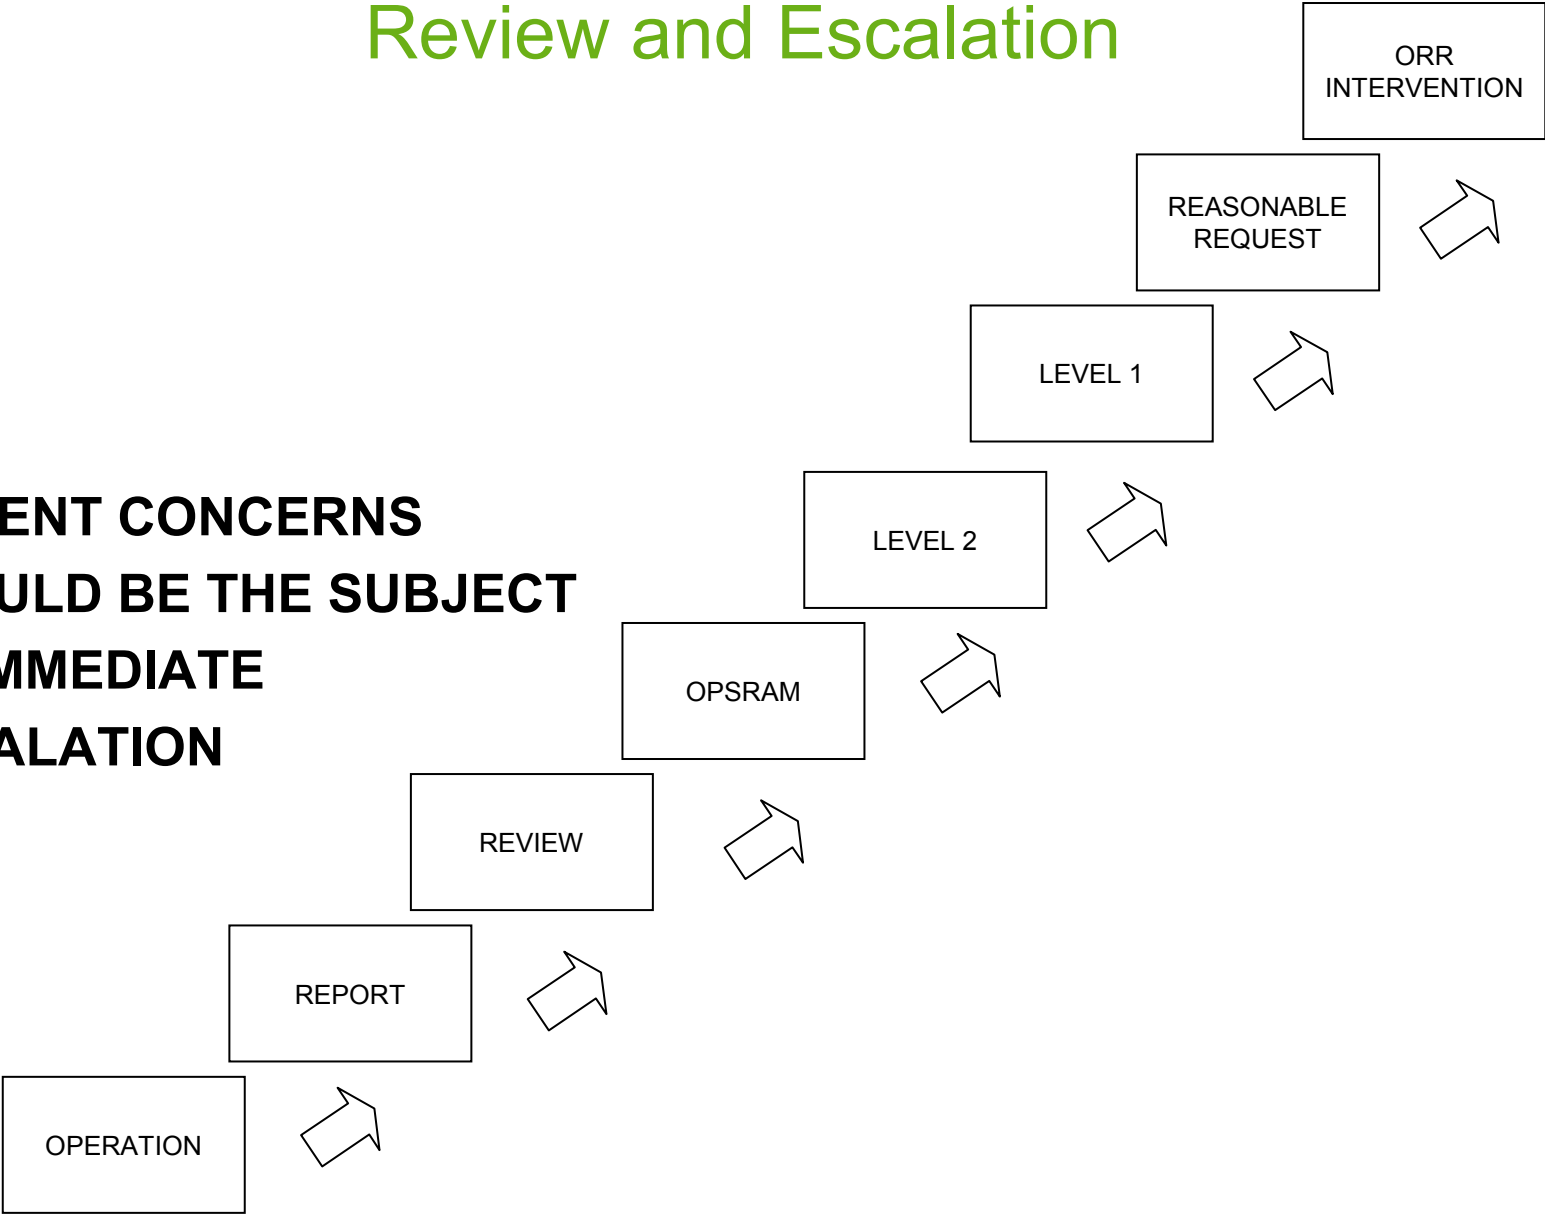 Review and Escalation
ORR
INTERVENTION
REASONABLE
REQUEST
LEVEL 1
LEVEL 2
ENT CONCERNS
ULD BE THE SUBJECT
MMEDIATE
ALATION
OPSRAM
REVIEW
REPORT
OPERATION